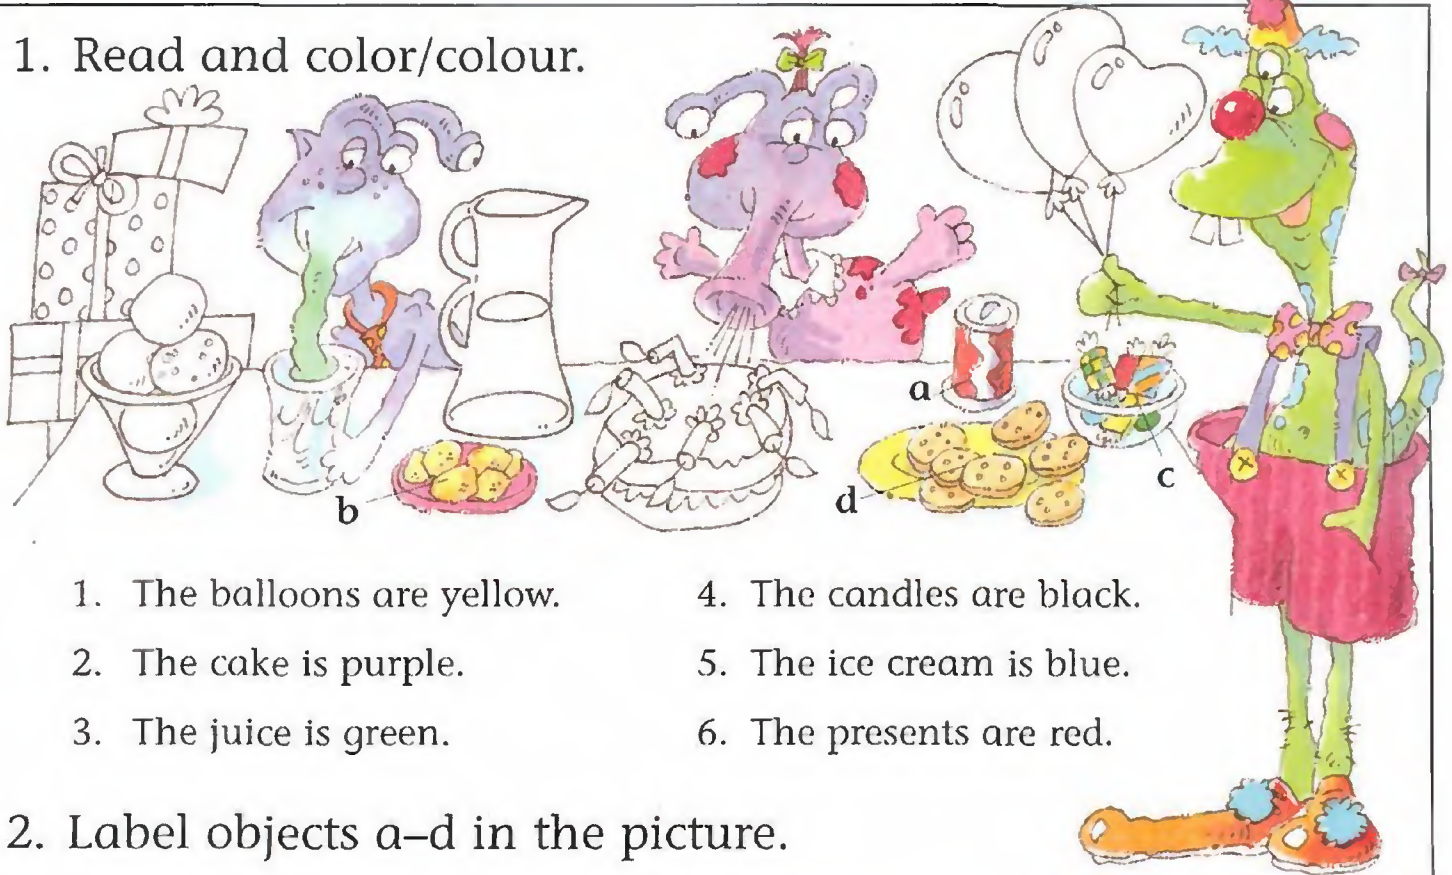 1. Read and color/colour.
a
b
c
d
1. The balloons are yellow.
2. The cake is purple.
3. The juice is green.
4. The candles are black.
5. The ice cream is blue.
6. The presents are red.
2. Label objects a–d in the picture.